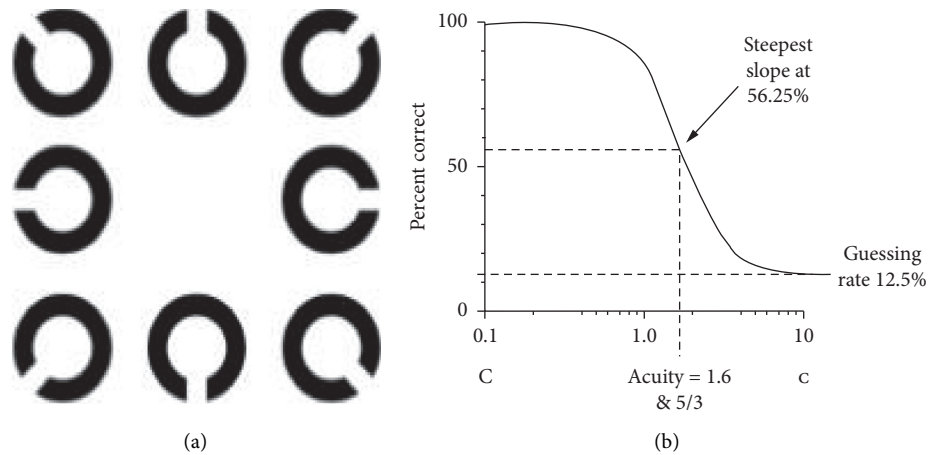 100
50
0
Percent correct
Steepest
slope at
56.25%
Guessing
rate 12.5%
0.1
1.0
10
C
Acuity = 1.6
& 5/3
C
(a)
(b)